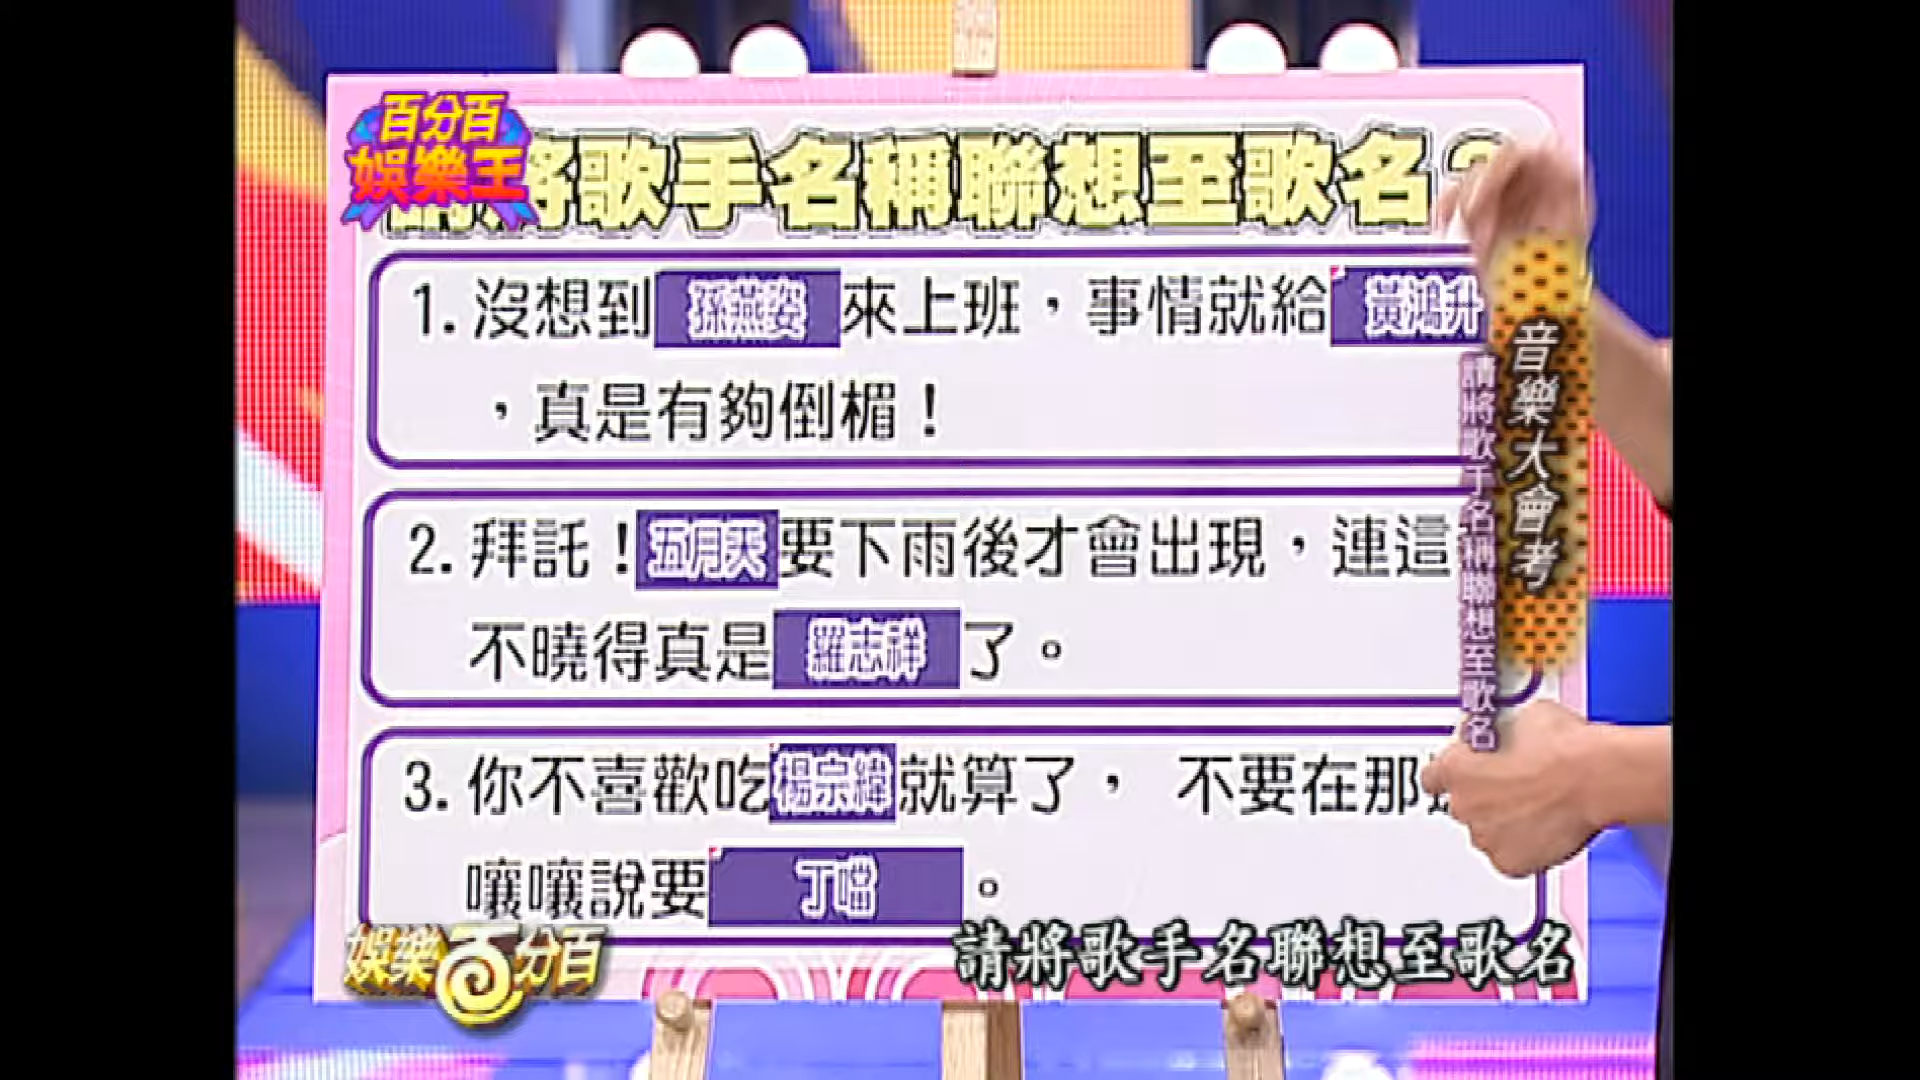 百分百
娛樂王
請將歌手名稱聯想至歌名？
1.沒想到孫燕姿來上班，事情就給黃鴻升
，真是有夠倒楣！
2.拜託！五月天要下雨後才會出現，連這
不曉得真是羅志祥了。
3.你不喜歡吃楊宗緯就算了， 不要在那
嚷嚷說要丁噹。
音樂大會考
請將歌手名稱聯想至歌名
娛樂百分百
請將歌手名聯想至歌名